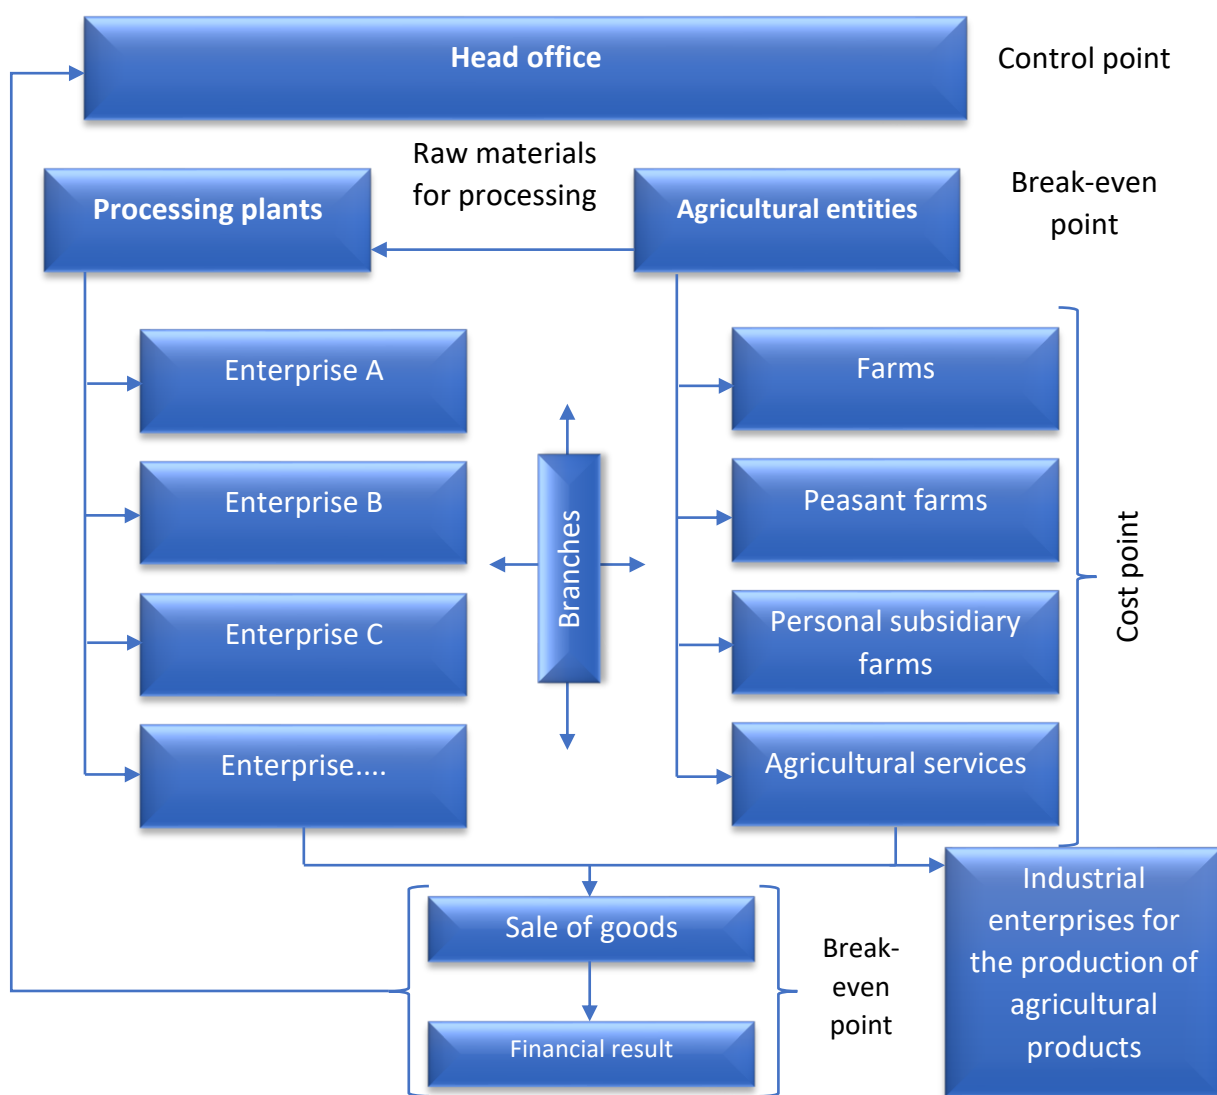 Head office
Control point
Raw materials
for processing
Processing plants
Agricultural entities
Break-even
point
Enterprise A
Farms
Enterprise B
Peasant farms
Branches
Cost point
Enterprise C
Personal subsidiary
farms
Enterprise....
Agricultural services
Sale of goods
Financial result
Break-
even
point
Industrial
enterprises for
the production of
agricultural
products